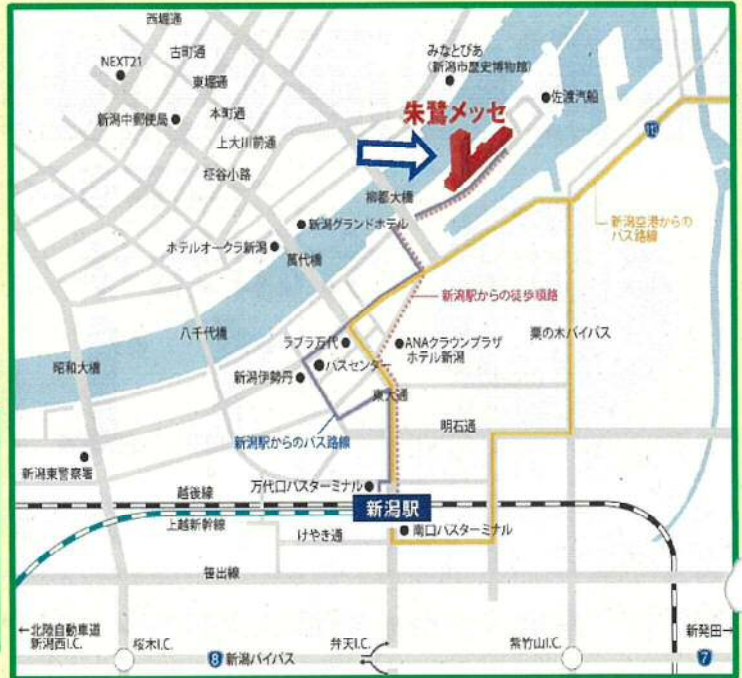 西堀通
古町通
NEXT21
東堀通
新潟中郵便局
本町通
上大川前通
柾谷小路
みなとぴあ
(新潟市歴史博物館)
佐渡汽船
朱鷺メッセ
113
柳都大橋
新潟グランドホテル
ホテルオークラ新潟
萬代橋
新潟空港からの
バス路線
新潟駅からの徒歩順路
八千代橋
昭和大橋
ラブラ万代
バスセンター
新潟伊勢丹
ANAクラウンプラザ
ホテル新潟
栗の木バイパス
東大通
明石通
新潟駅からのバス路線
新潟東警察署
万代口バスターミナル
越後線
新潟駅
上越新幹線
けやき通
南口バスターミナル
笹出線
←北陸自動車道
新潟西I.C.
桜木I.C.
8 新潟バイパス
弁天I.C.
紫竹山I.C.
新発田→
7